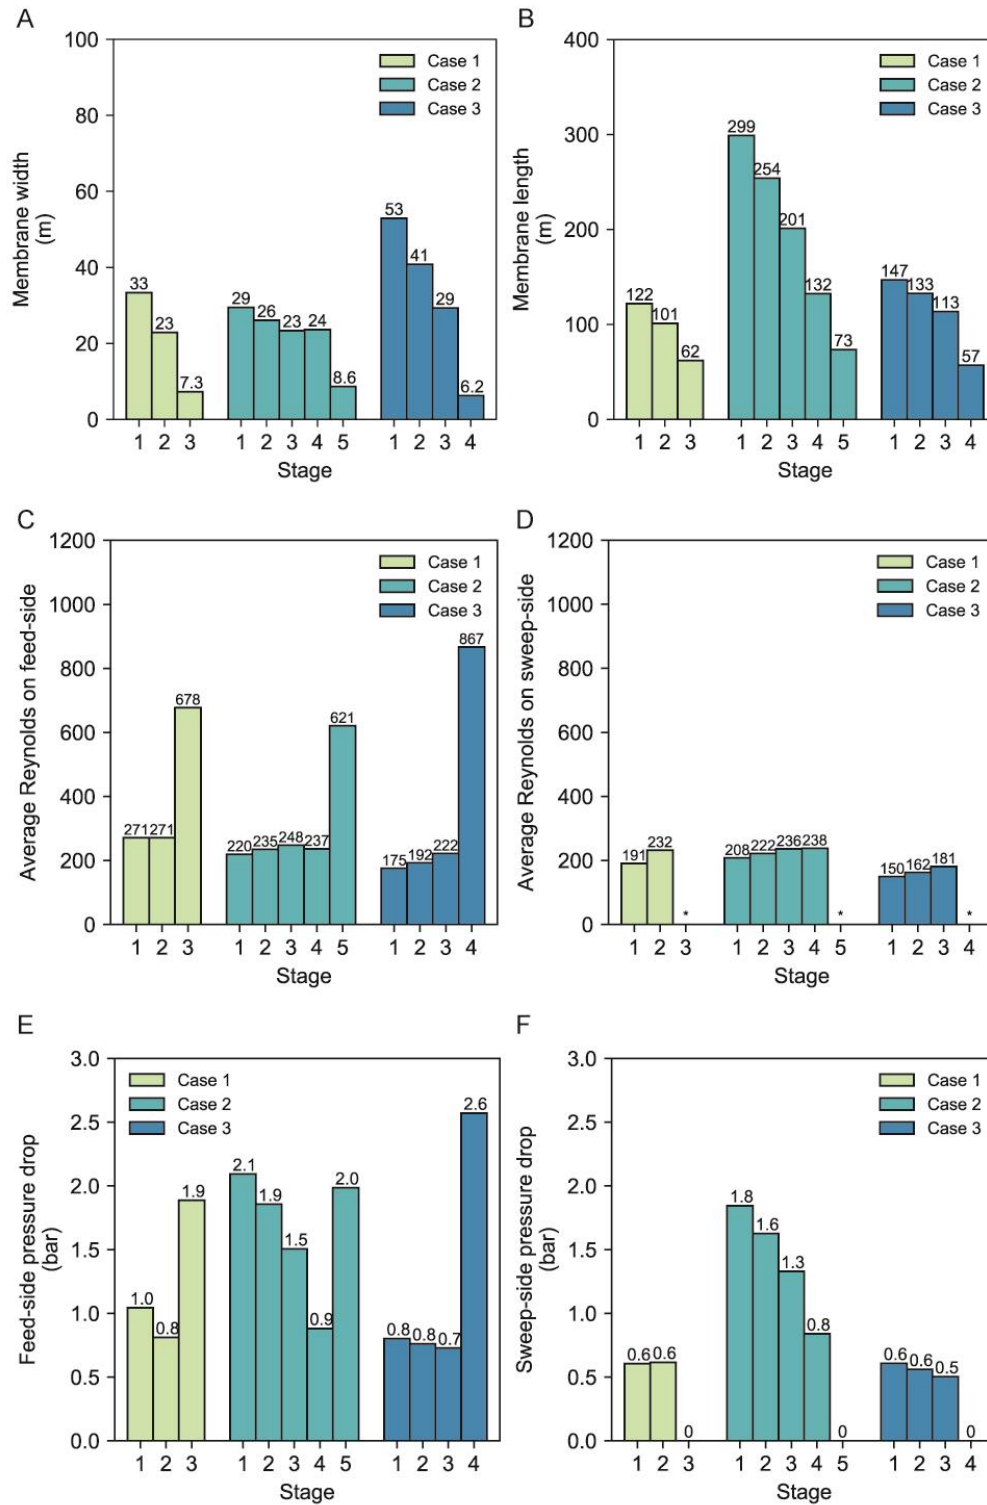 A
Membrane width
(m)
100
80
60
40
20
0
Case 1
Case 2
Case 3
33
23
7.3
29
26
23
24
8.6
53
41
29
6.2
1 2 3 1 2 3 4 5 1 2 3 4
Stage
B
Membrane length
(m)
400
300
200
100
0
Case 1
Case 2
Case 3
122
101
62
299
254
201
132
73
147
133
113
57
1 2 3 1 2 3 4 5 1 2 3 4
Stage
C
Average Reynolds on feed-side
1200
1000
800
600
400
200
0
Case 1
Case 2
Case 3
271
271
678
220
235
248
237
621
175
192
222
867
1 2 3 1 2 3 4 5 1 2 3 4
Stage
D
Average Reynolds on sweep-side
1200
1000
800
600
400
200
0
Case 1
Case 2
Case 3
191
232
*
208
222
236
238
*
150
162
181
*
1 2 3 1 2 3 4 5 1 2 3 4
Stage
E
Feed-side pressure drop
(bar)
3.0
2.5
2.0
1.5
1.0
0.5
0.0
Case 1
Case 2
Case 3
1.0
0.8
1.9
2.1
1.9
1.5
0.9
2.0
0.8
0.8
0.7
2.6
1 2 3 1 2 3 4 5 1 2 3 4
Stage
F
Sweep-side pressure drop
(bar)
3.0
2.5
2.0
1.5
1.0
0.5
0.0
Case 1
Case 2
Case 3
0.6
0.6
0
1.8
1.6
1.3
0.8
0
0.6
0.6
0.5
0
1 2 3 1 2 3 4 5 1 2 3 4
Stage